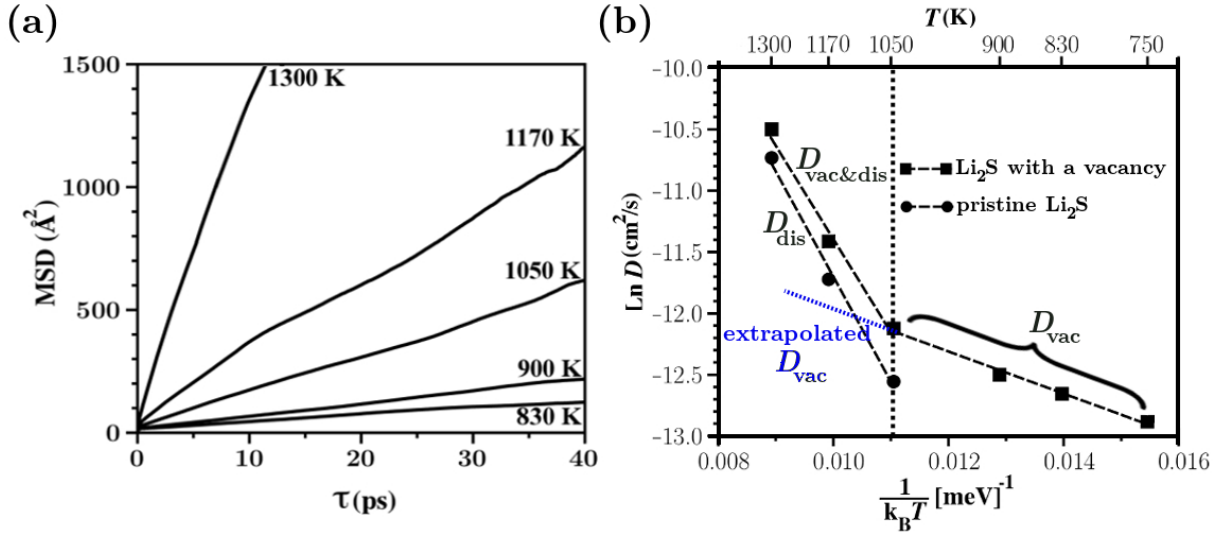 (a)
1500
1000
500
0
MSD (Å²)
1300 K
1170 K
1050 K
900 K
830 K
0 10 20 30 40
τ (ps)
(b)
T(K)
1300 1170 1050 900 830 750
-10.0
-10.5
-11.0
-11.5
-12.0
-12.5
-13.0
Ln D (cm²/s)
D_vac&dis
D_dis
Li₂S with a vacancy
pristine Li₂S
extrapolated
D_vac
D_vac
0.008 0.010 0.012 0.014 0.016
1/k_BT [meV]⁻¹